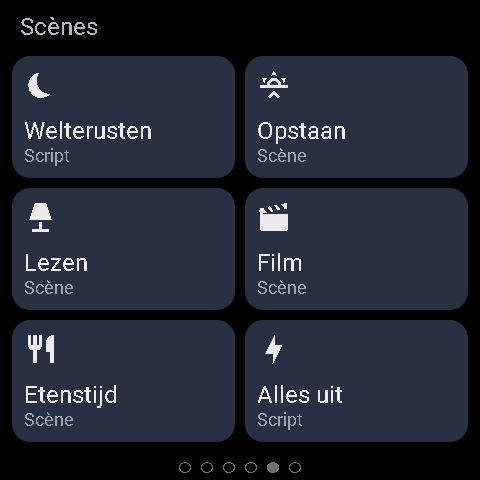 Scènes
Welterusten
Script
Opstaan
Scène
Lezen
Scène
Film
Scène
Etenstijd
Scène
Alles uit
Script